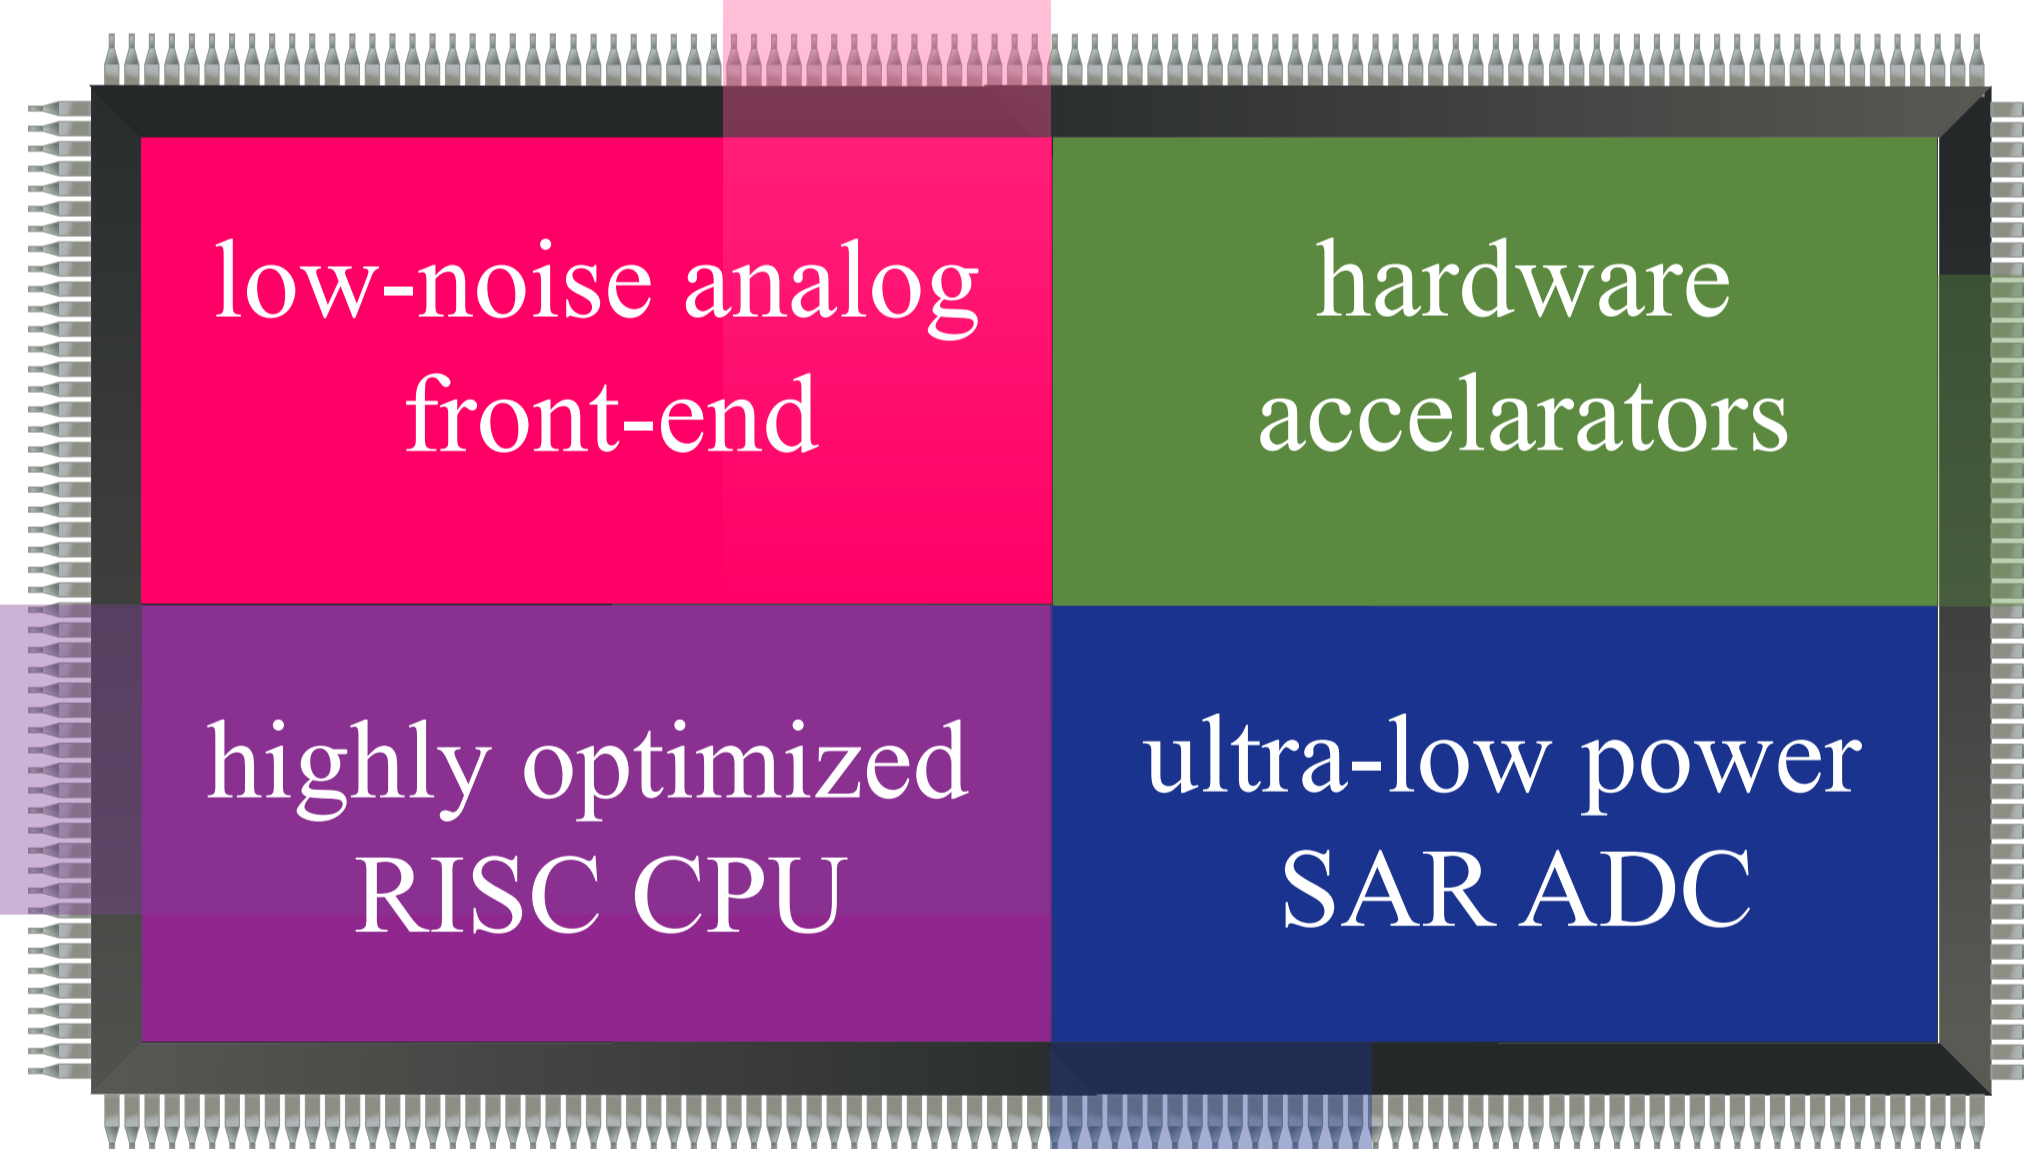 low-noise analog
front-end
hardware
accelarators
highly optimized
RISC CPU
ultra-low power
SAR ADC